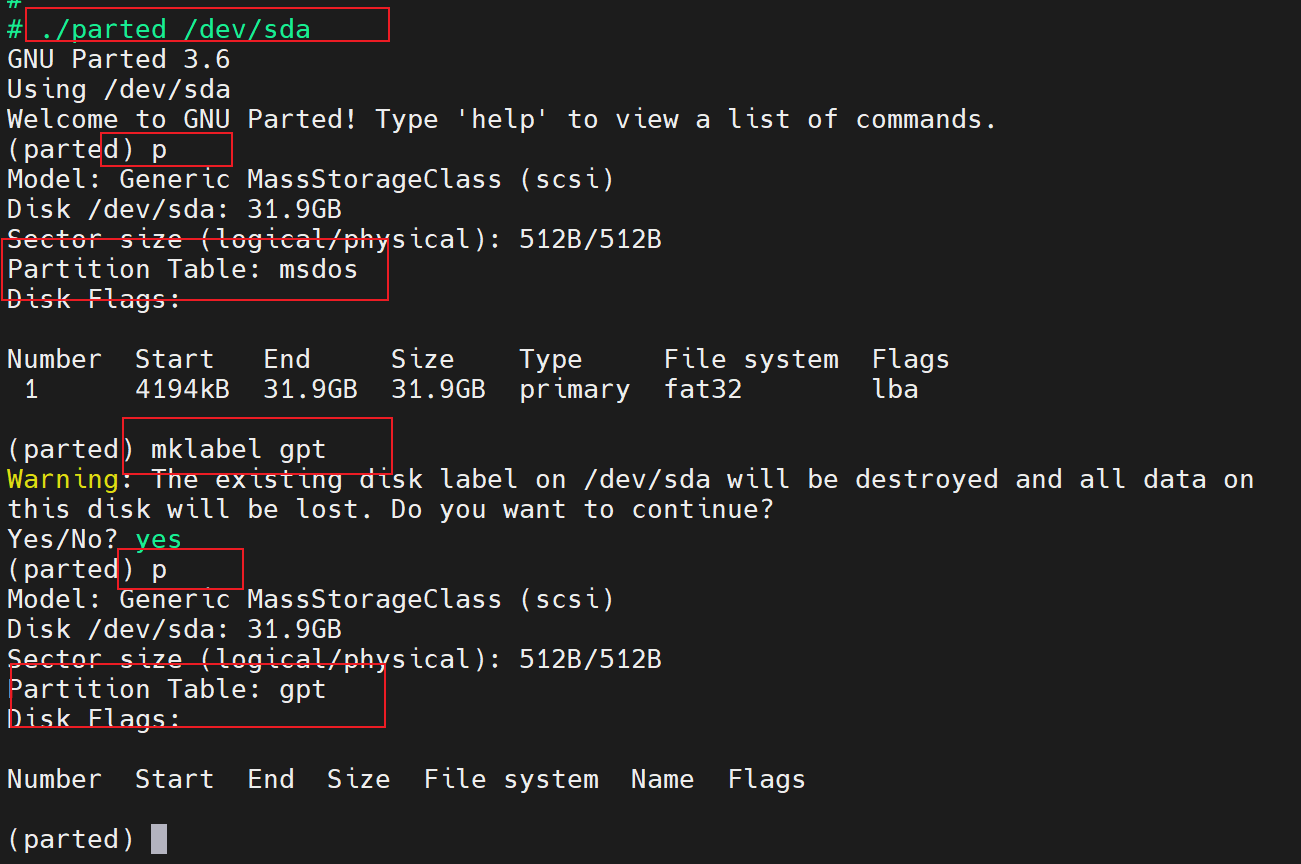 #
# ./parted /dev/sda
GNU Parted 3.6
Using /dev/sda
Welcome to GNU Parted! Type 'help' to view a list of commands.
(parted) p
Model: Generic MassStorageClass (scsi)
Disk /dev/sda: 31.9GB
Sector size (logical/physical): 512B/512B
Partition Table: msdos
Disk Flags:
Number  Start   End     Size    Type     File system  Flags
 1      4194kB  31.9GB  31.9GB  primary  fat32        lba
(parted) mklabel gpt
Warning: The existing disk label on /dev/sda will be destroyed and all data on
this disk will be lost. Do you want to continue?
Yes/No? yes
(parted) p
Model: Generic MassStorageClass (scsi)
Disk /dev/sda: 31.9GB
Sector size (logical/physical): 512B/512B
Partition Table: gpt
Disk Flags:
Number  Start  End  Size  File system  Name  Flags
(parted)